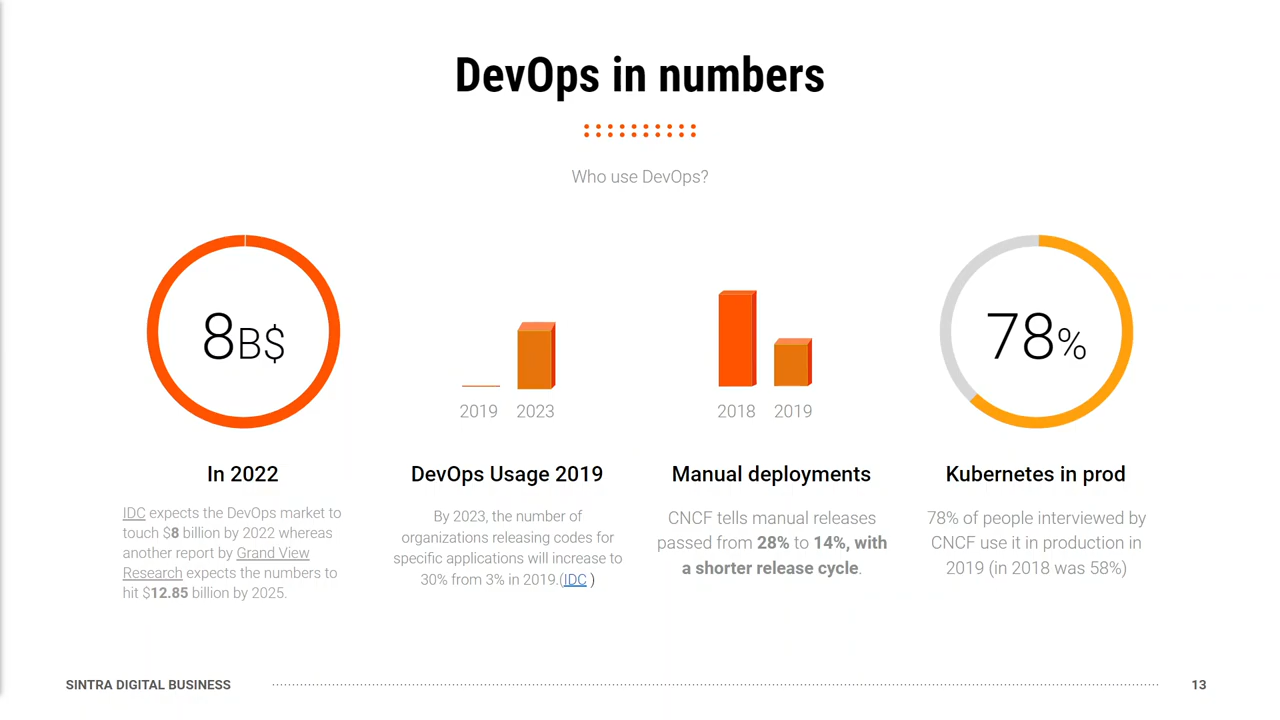 DevOps in numbers
Who use DevOps?
8B$
In 2022
IDC expects the DevOps market to
touch $8 billion by 2022 whereas
another report by Grand View
Research expects the numbers to
hit $12.85 billion by 2025.
2019 2023
DevOps Usage 2019
By 2023, the number of
organizations releasing codes for
specific applications will increase to
30% from 3% in 2019.(IDC )
2018 2019
Manual deployments
CNCF tells manual releases
passed from 28% to 14%, with
a shorter release cycle.
78%
Kubernetes in prod
78% of people interviewed by
CNCF use it in production in
2019 (in 2018 was 58%)
SINTRA DIGITAL BUSINESS
13